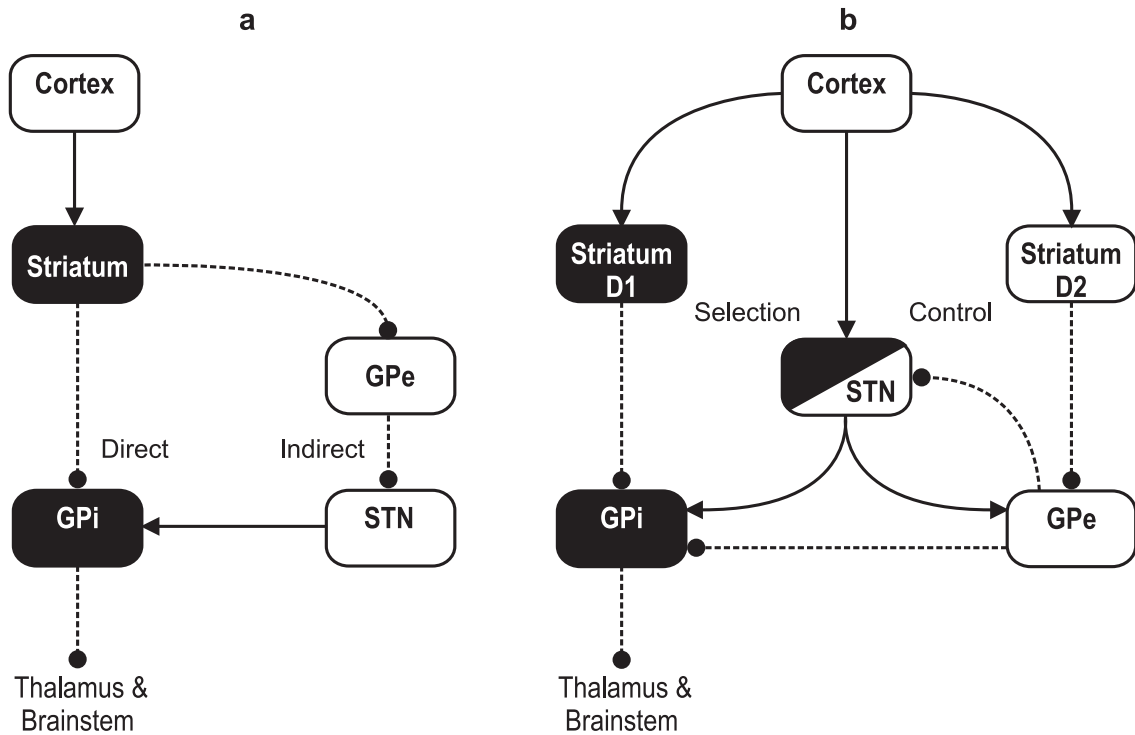 a
Cortex
Striatum
GPe
Direct
Indirect
GPi
STN
Thalamus &
Brainstem
b
Cortex
Striatum
D1
Striatum
D2
Selection
Control
STN
GPi
GPe
Thalamus &
Brainstem